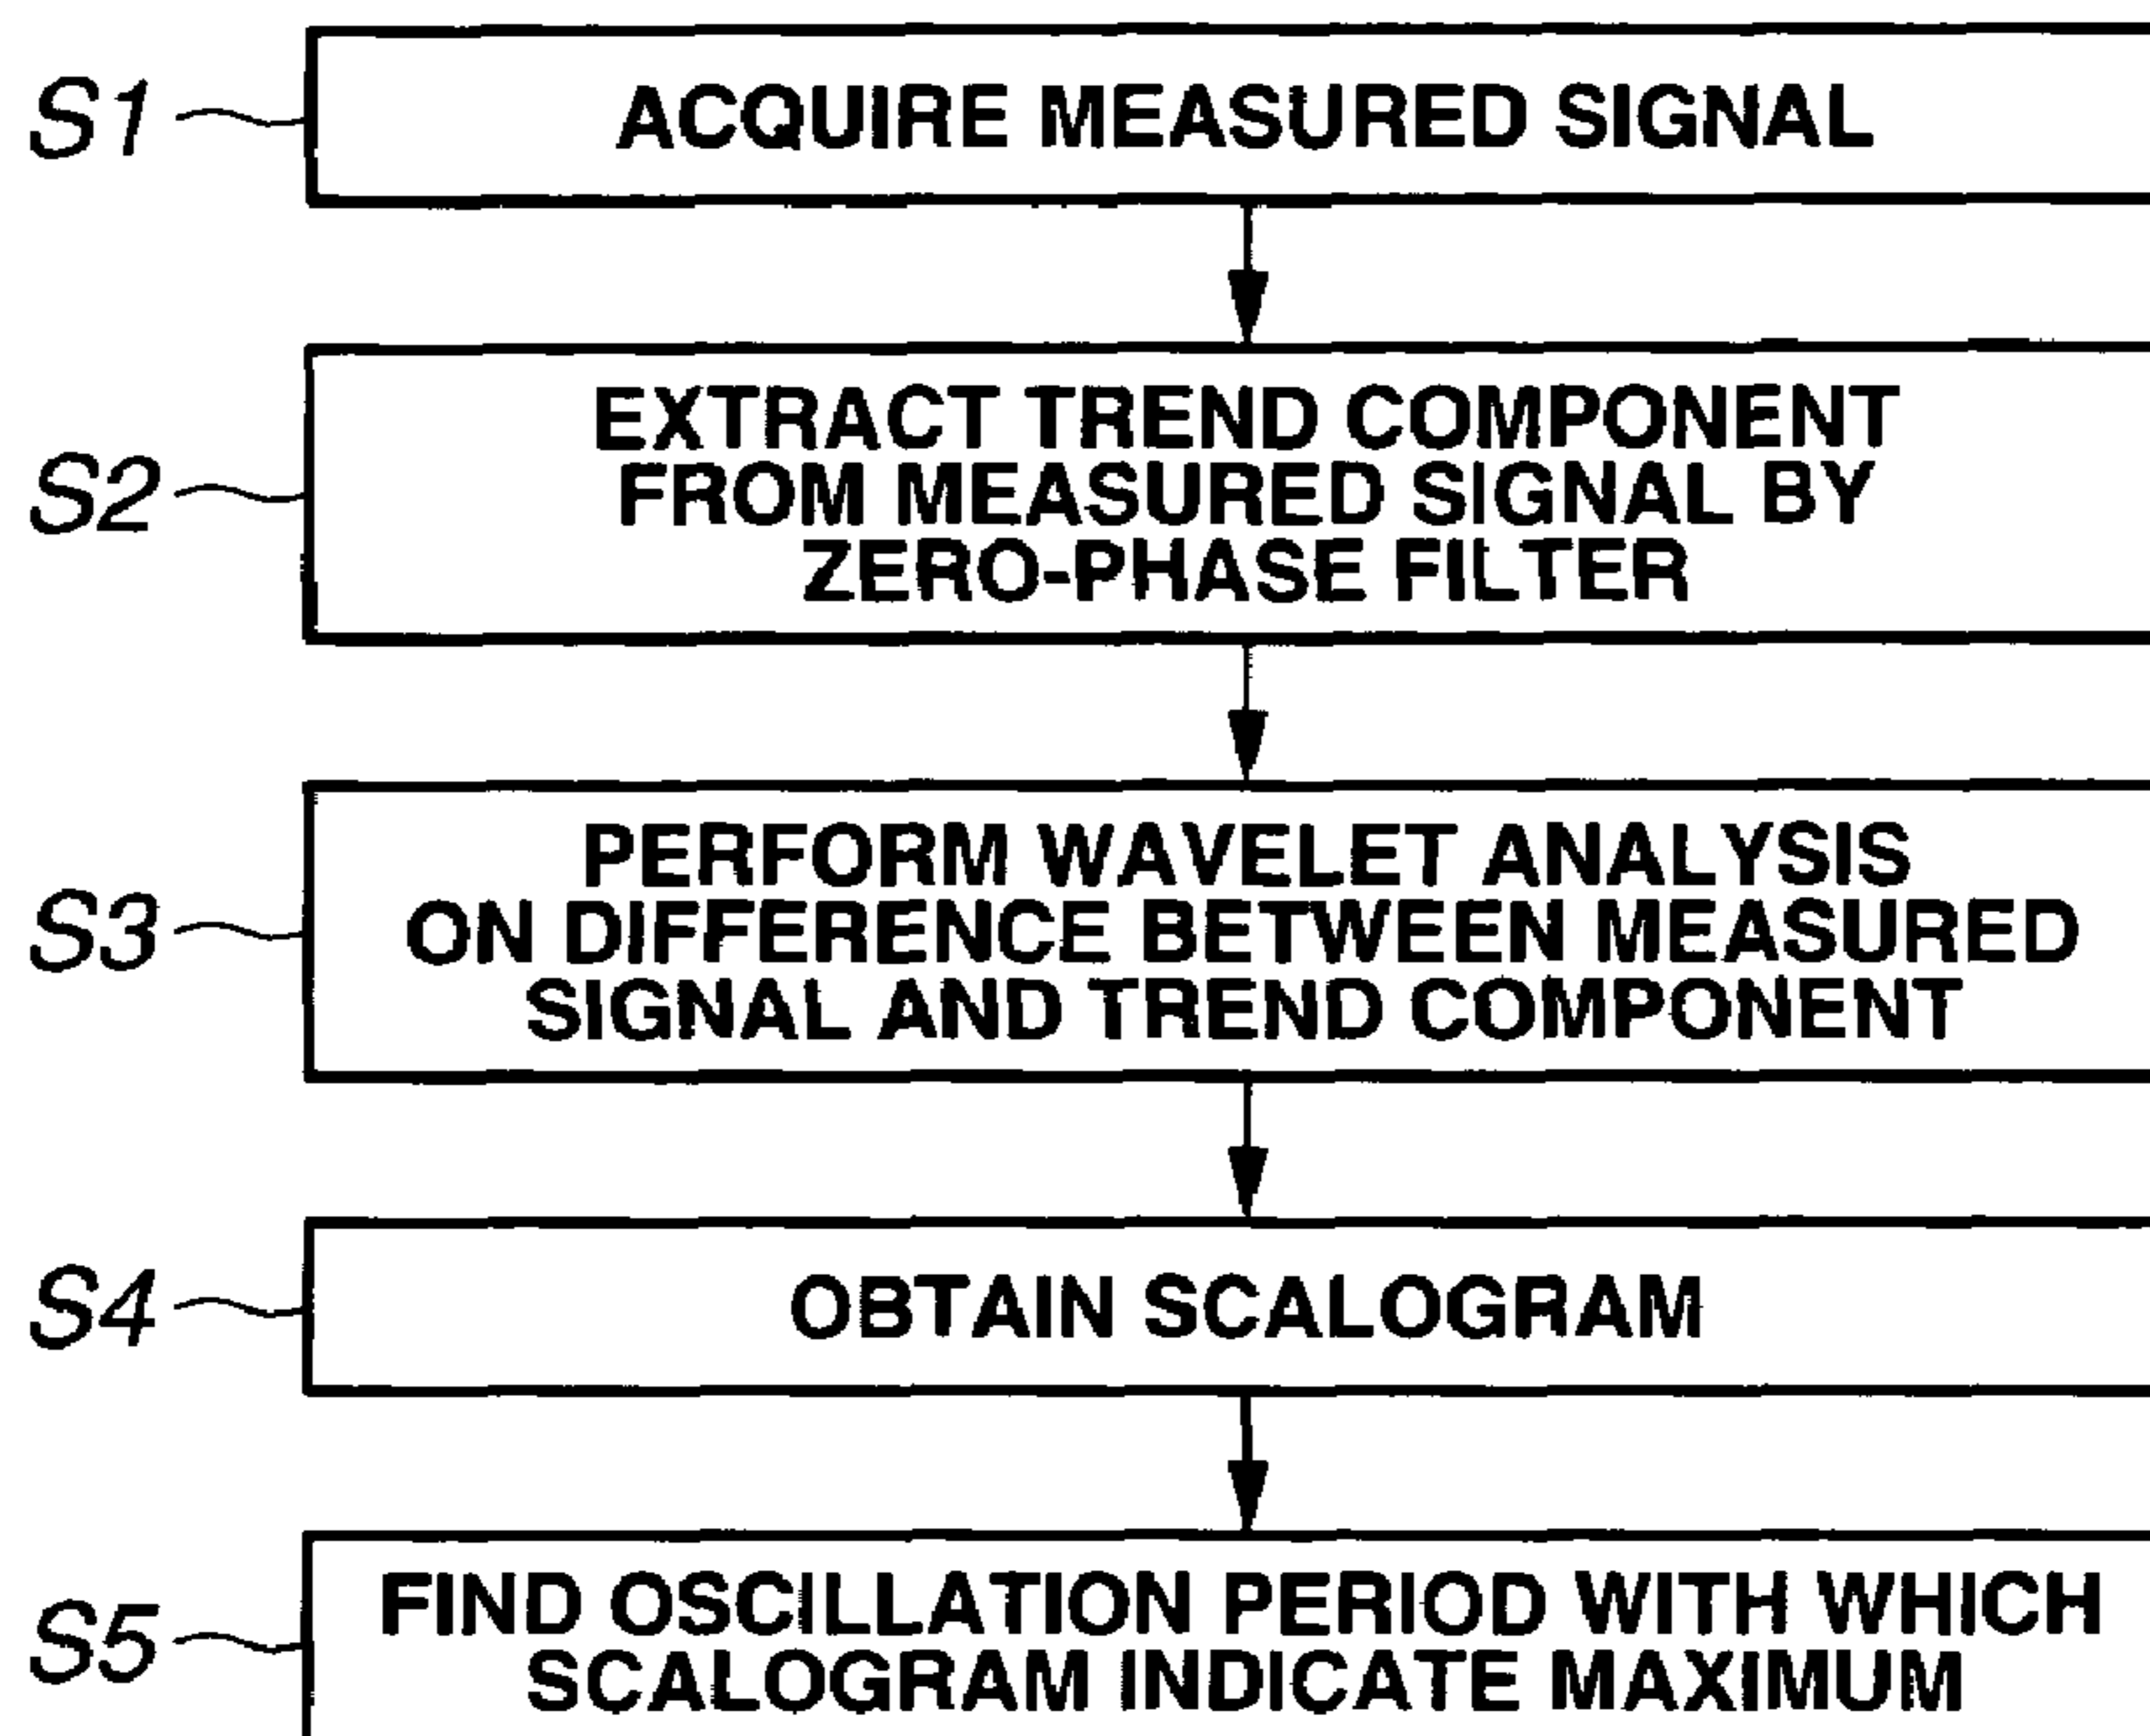 S1
ACQUIRE MEASURED SIGNAL
S2
EXTRACT TREND COMPONENT
FROM MEASURED SIGNAL BY
ZERO-PHASE FILTER
S3
PERFORM WAVELET ANALYSIS
ON DIFFERENCE BETWEEN MEASURED
SIGNAL AND TREND COMPONENT
S4
OBTAIN SCALOGRAM
S5
FIND OSCILLATION PERIOD WITH WHICH
SCALOGRAM INDICATE MAXIMUM